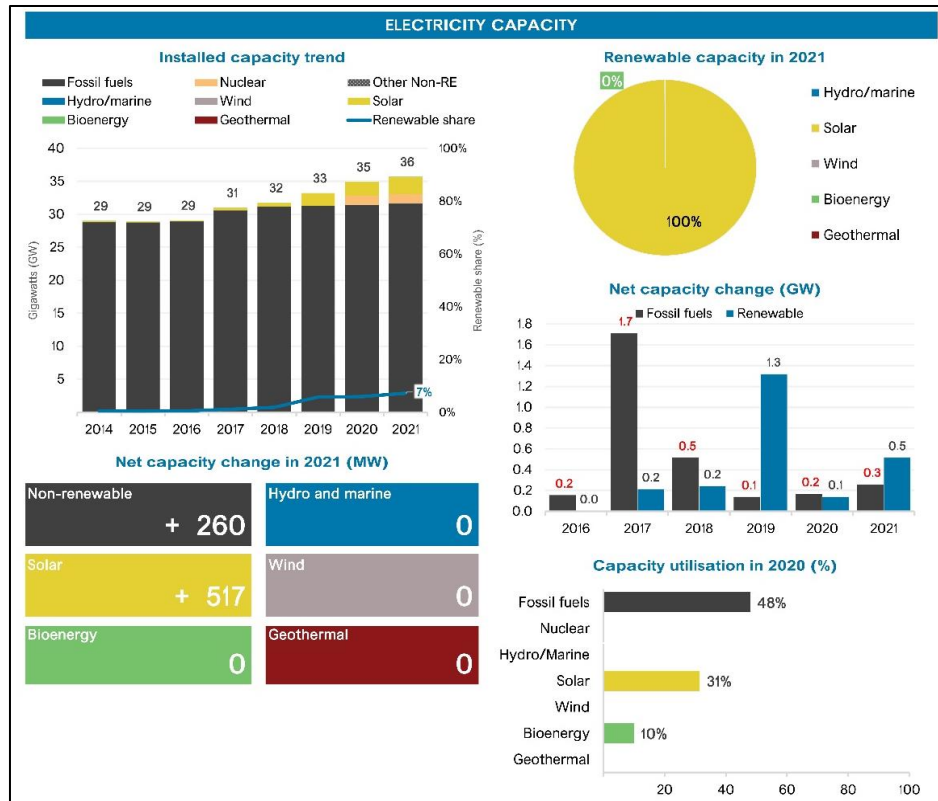 ELECTRICITY CAPACITY
Installed capacity trend
Fossil fuels
Nuclear
Other Non-RE
Hydro/marine
Wind
Solar
Bioenergy
Geothermal
Renewable share
40
35
30
25
20
15
10
5
Gigawatts (GW)
29
29
29
31
32
33
35
36
100%
80%
60%
40%
20%
0%
Renewable share (%)
7%
2014 2015 2016 2017 2018 2019 2020 2021
Renewable capacity in 2021
0%
100%
Hydro/marine
Solar
Wind
Bioenergy
Geothermal
Net capacity change (GW)
Fossil fuels
Renewable
1.8
1.6
1.4
1.2
1.0
0.8
0.6
0.4
0.2
0.0
0.2 0.0
1.7 0.2
0.5 0.2
0.1 1.3
0.2 0.1
0.3 0.5
2016 2017 2018 2019 2020 2021
Net capacity change in 2021 (MW)
Non-renewable
+ 260
Hydro and marine
0
Solar
+ 517
Wind
0
Bioenergy
0
Geothermal
0
Capacity utilisation in 2020 (%)
Fossil fuels 48%
Nuclear
Hydro/Marine
Solar 31%
Wind
Bioenergy 10%
Geothermal
20 40 60 80 100